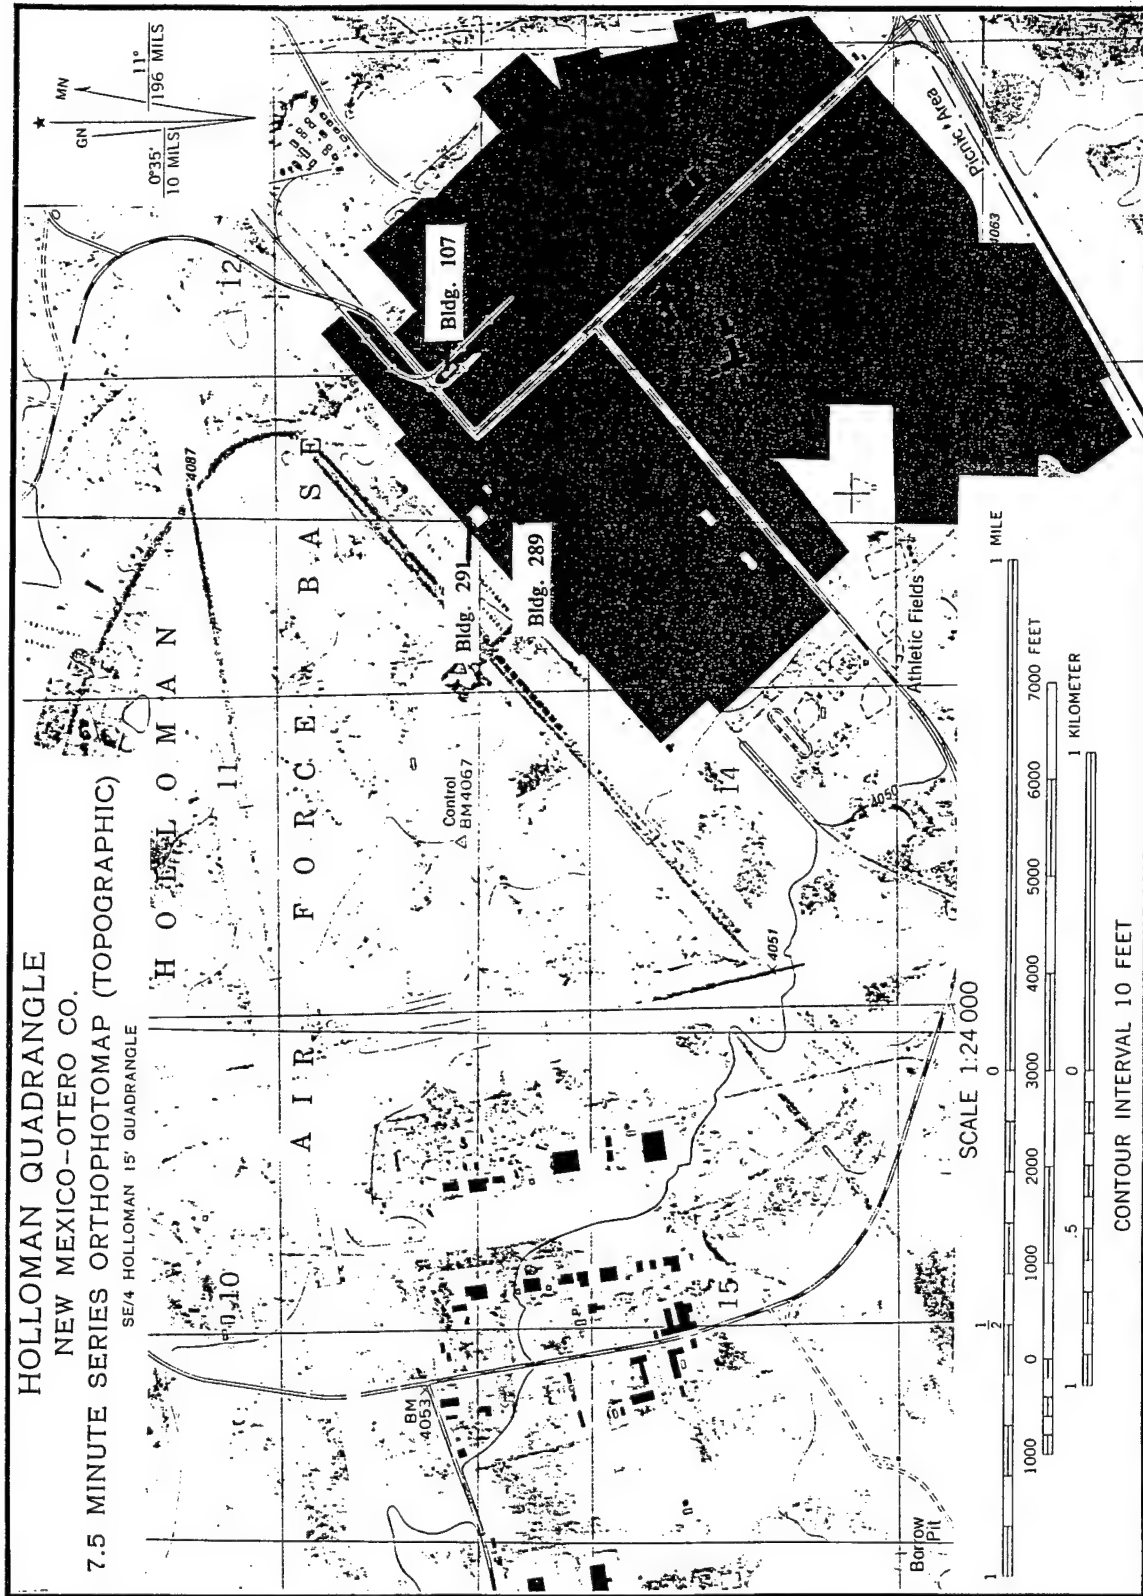 HOLLOMAN QUADRANGLE
NEW MEXICO-OTERO CO.
7.5 MINUTE SERIES ORTHOPHOTOMAP (TOPOGRAPHIC)
SE/4 HOLLOMAN 15' QUADRANGLE
★
GN
MN
0°35'
10 MILS
11°
196 MILS
HOLLOMAN
AIR FORCE BASE
10
11
12
4087
Control
BM 4067
Bldg. 107
Bldg. 291
Bldg. 289
BM
4053
15
14
4051
4050
4063
Picnic Area
Athletic Fields
Borrow
Pit
SCALE 1:24 000
1
1/2
0
1 MILE
1000
0
1000
2000
3000
4000
5000
6000
7000 FEET
1
.5
0
1 KILOMETER
CONTOUR INTERVAL 10 FEET